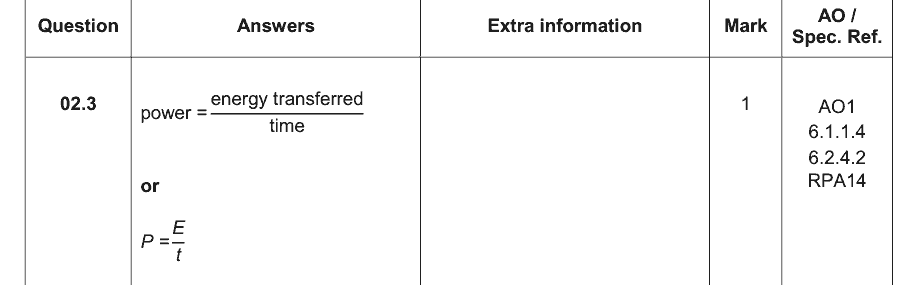 Question Answers Extra information Mark AO / Spec. Ref.
02.3 power = energy transferred / time 1 AO1
6.1.1.4
6.2.4.2
RPA14
or
P = E / t